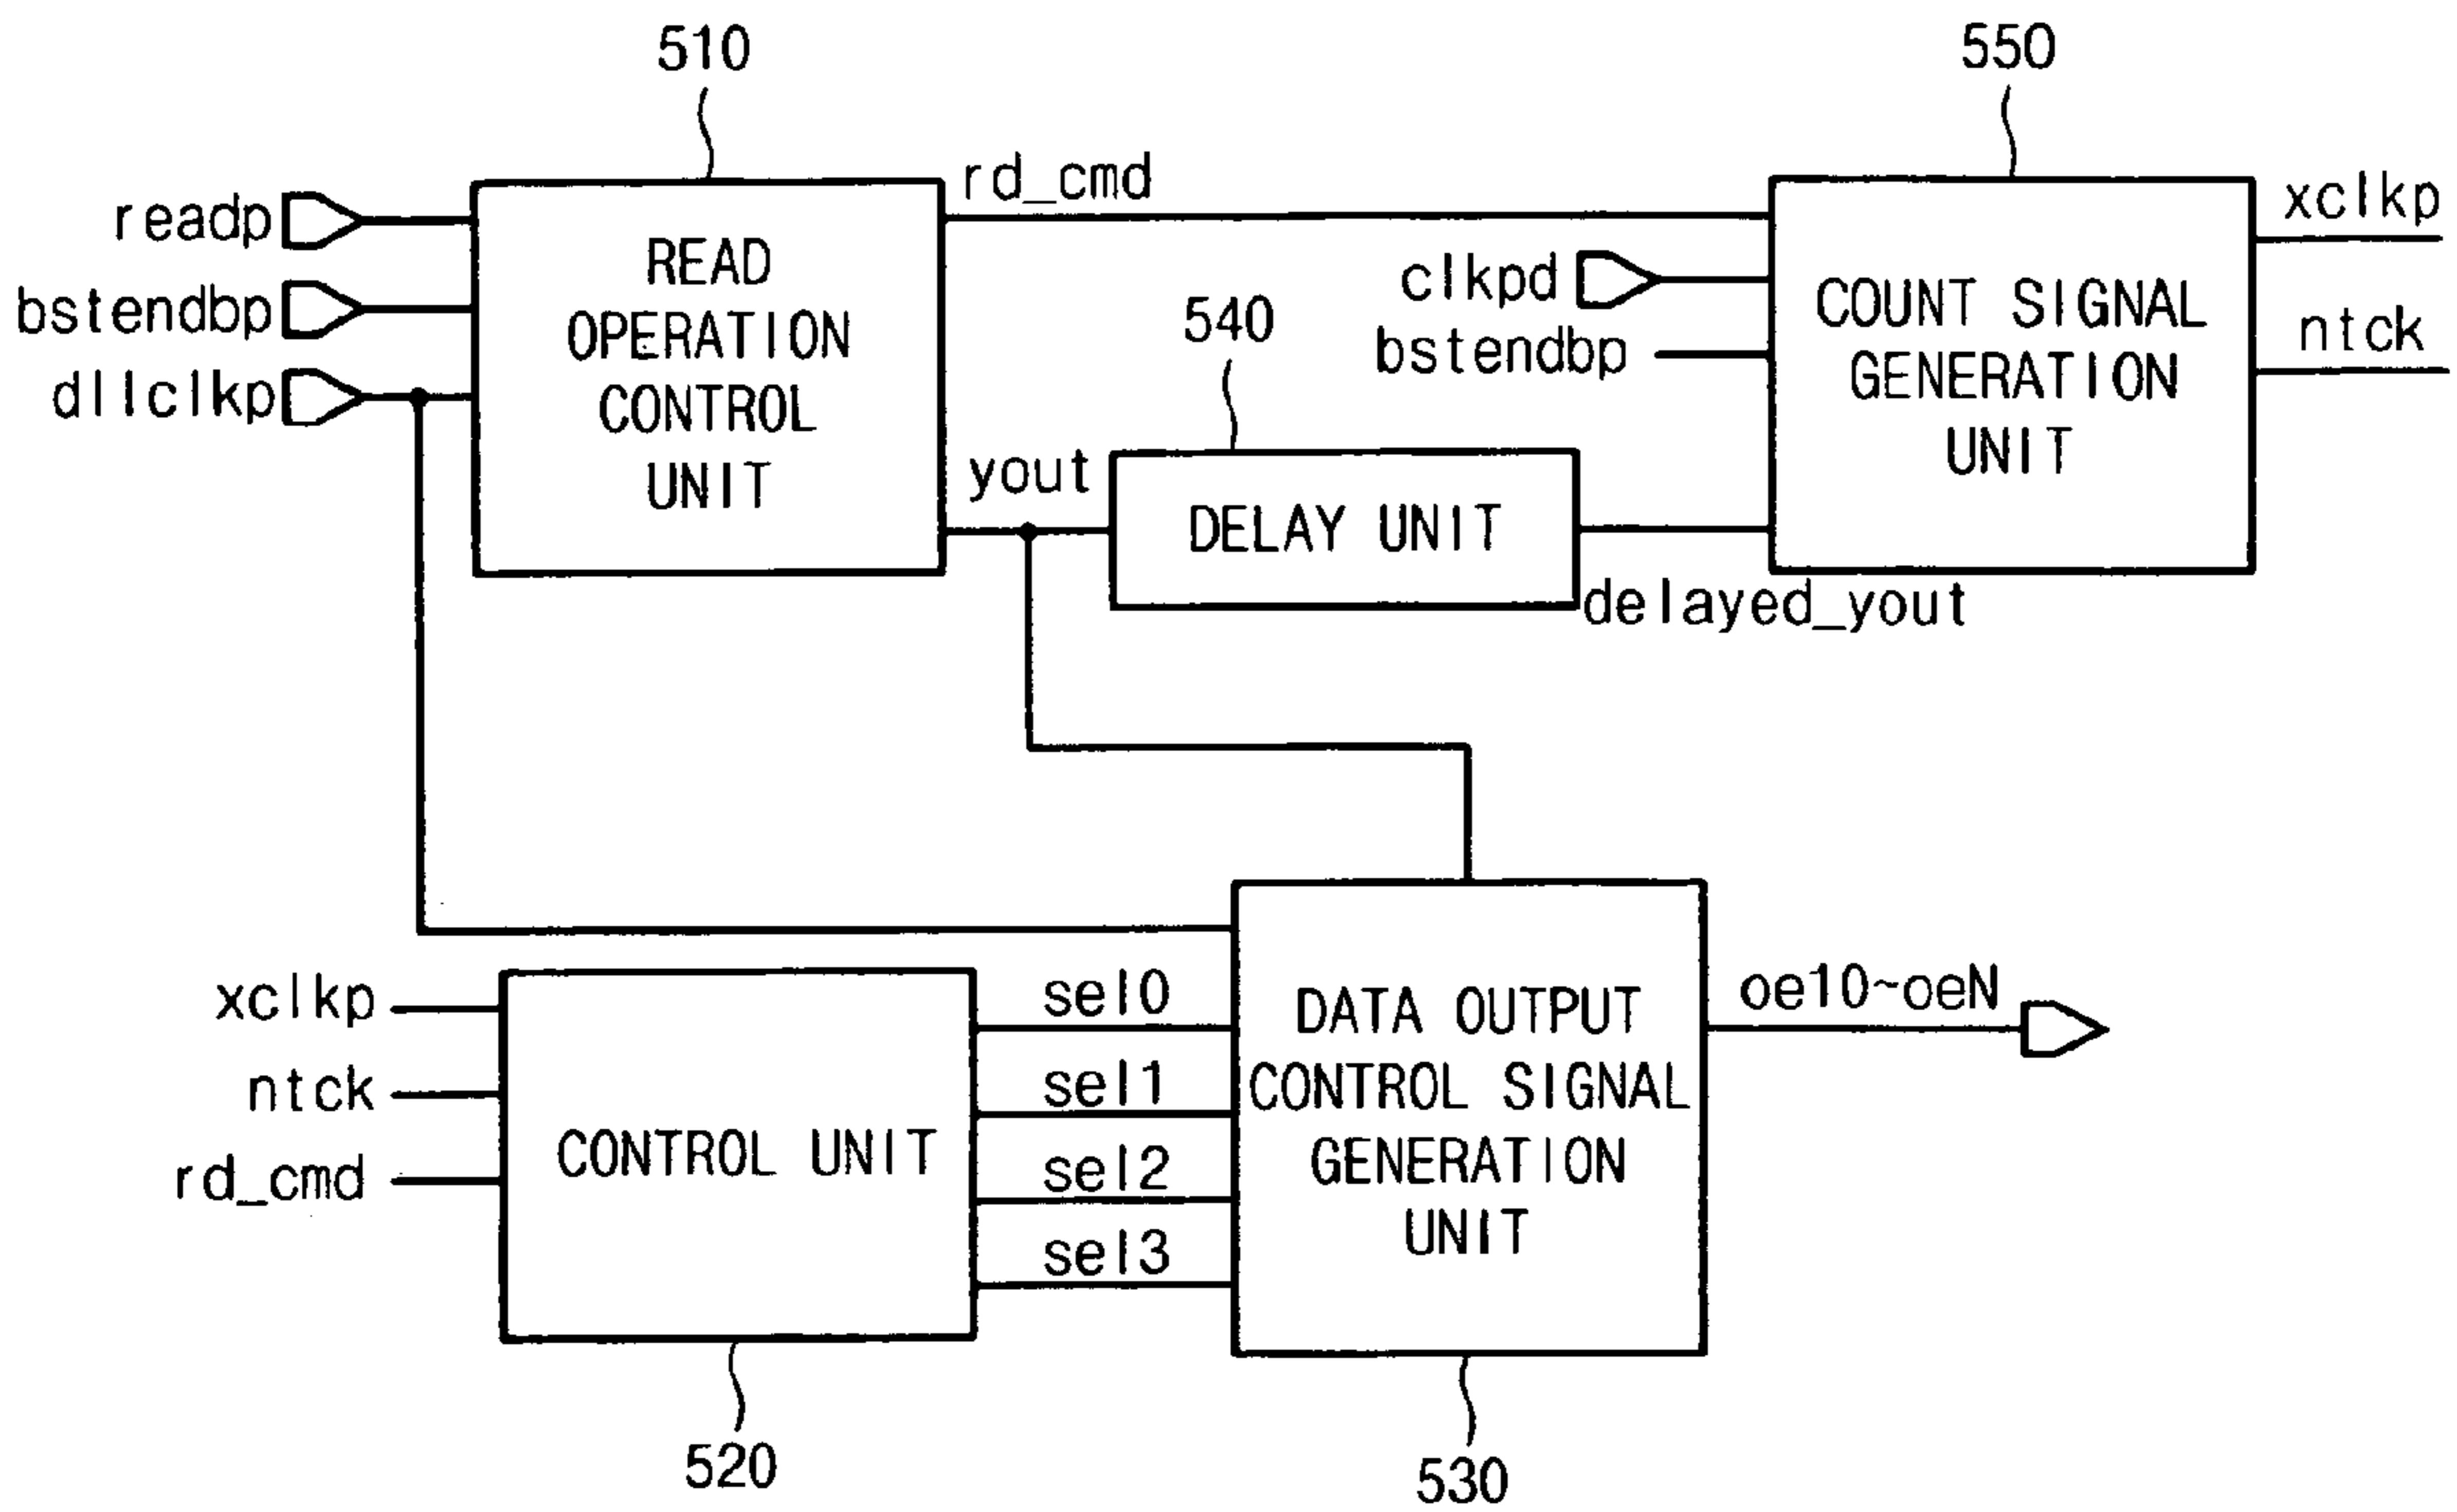 510
550
readp
bstendbp
dllclkp
READ
OPERATION
CONTROL
UNIT
rd_cmd
yout
540
DELAY UNIT
delayed_yout
clkpd
bstendbp
COUNT SIGNAL
GENERATION
UNIT
xclkp
ntck
xclkp
ntck
rd_cmd
CONTROL UNIT
520
sel0
sel1
sel2
sel3
DATA OUTPUT
CONTROL SIGNAL
GENERATION
UNIT
530
oe10~oeN